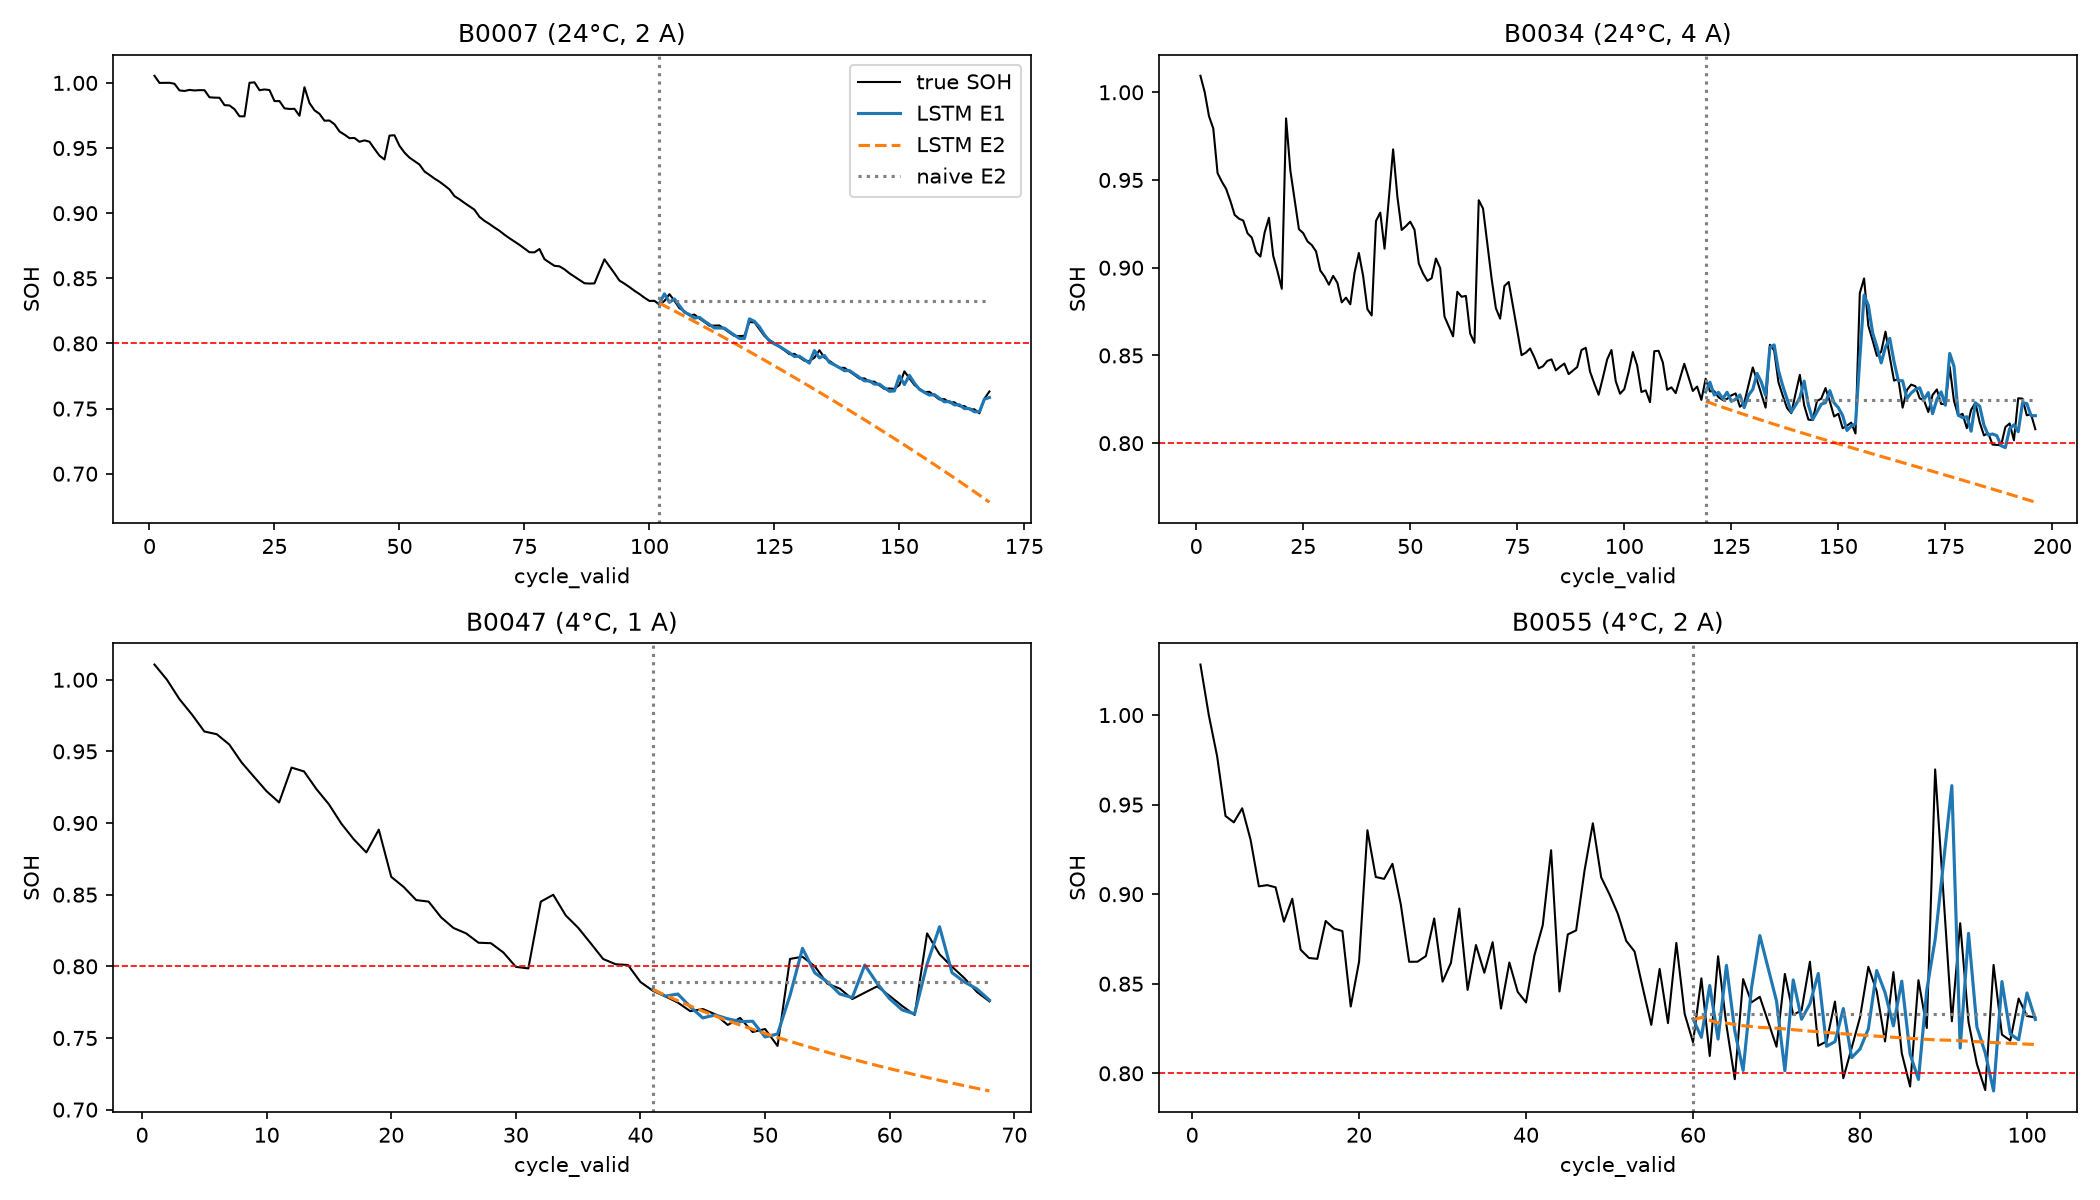 B0007 (24°C, 2 A)
1.00
0.95
0.90
0.85
0.80
0.75
0.70
SOH
true SOH
LSTM E1
LSTM E2
naive E2
0 25 50 75 100 125 150 175
cycle_valid
B0034 (24°C, 4 A)
1.00
0.95
0.90
0.85
0.80
SOH
0 25 50 75 100 125 150 175 200
cycle_valid
B0047 (4°C, 1 A)
1.00
0.95
0.90
0.85
0.80
0.75
0.70
SOH
0 10 20 30 40 50 60 70
cycle_valid
B0055 (4°C, 2 A)
1.00
0.95
0.90
0.85
0.80
SOH
0 20 40 60 80 100
cycle_valid